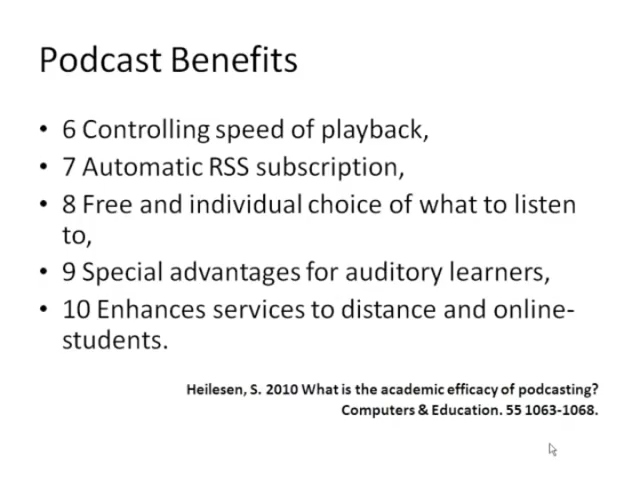 Podcast Benefits
• 6 Controlling speed of playback,
• 7 Automatic RSS subscription,
• 8 Free and individual choice of what to listen
to,
• 9 Special advantages for auditory learners,
• 10 Enhances services to distance and online-
students.
Heilesen, S. 2010 What is the academic efficacy of podcasting?
Computers & Education. 55 1063-1068.